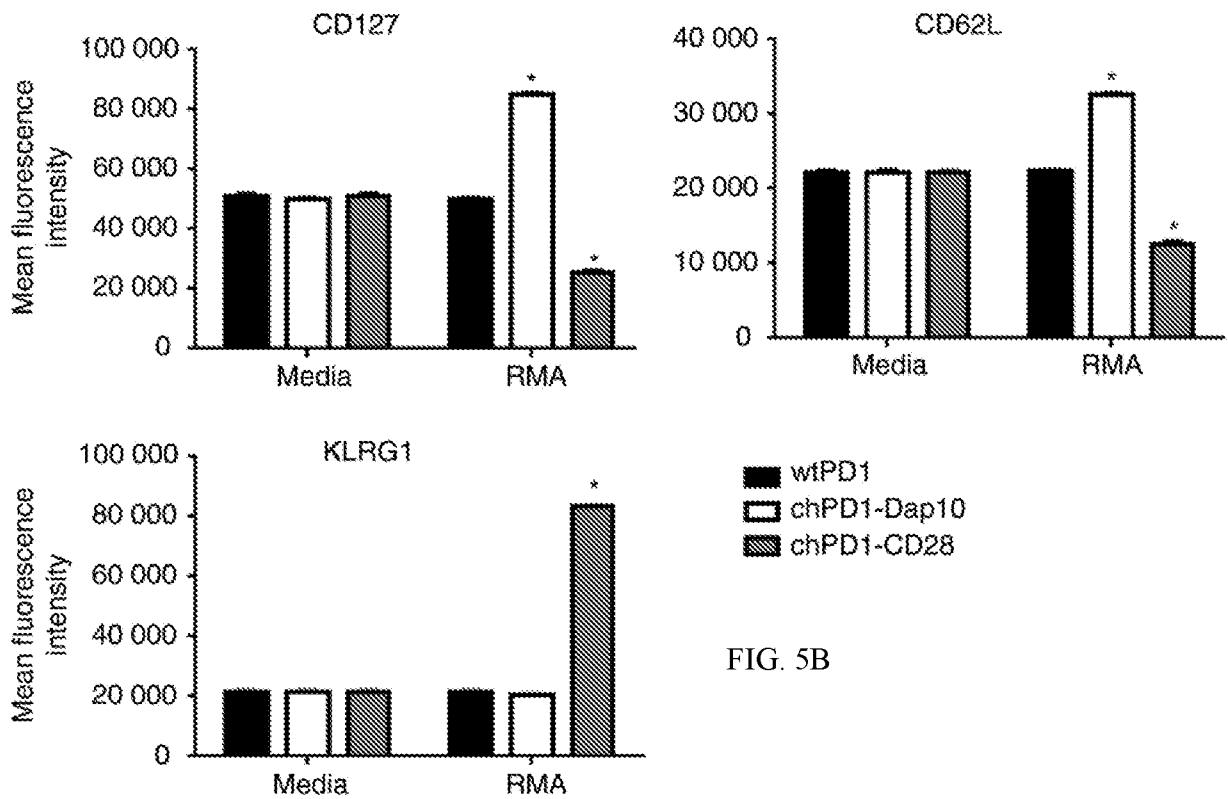 CD127
Mean fluorescence
intensity
100 000
80 000
60 000
40 000
20 000
0
*
*
Media
RMA
CD62L
40 000
30 000
20 000
10 000
0
*
*
Media
RMA
KLRG1
Mean fluorescence
intensity
100 000
80 000
60 000
40 000
20 000
0
*
Media
RMA
wtPD1
chPD1-Dap10
chPD1-CD28
FIG. 5B